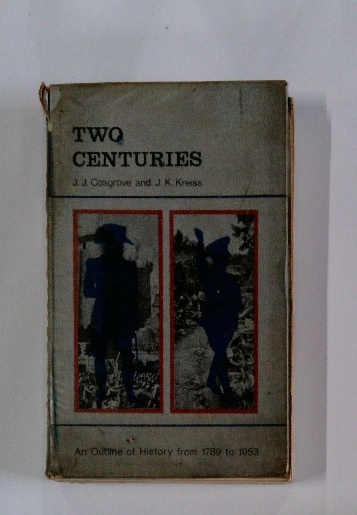 TWO
CENTURIES
J. J. Cosgrove and J. K. Kreiss
An Outline of History from 1789 to 1953